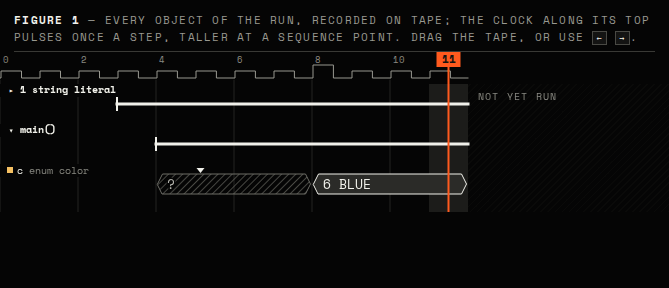 FIGURE 1 — EVERY OBJECT OF THE RUN, RECORDED ON TAPE; THE CLOCK ALONG ITS TOP
PULSES ONCE A STEP, TALLER AT A SEQUENCE POINT. DRAG THE TAPE, OR USE ← →.
0 2 4 6 8 10 11
▸ 1 string literal
NOT YET RUN
▾ main()
c enum color
? 6 BLUE